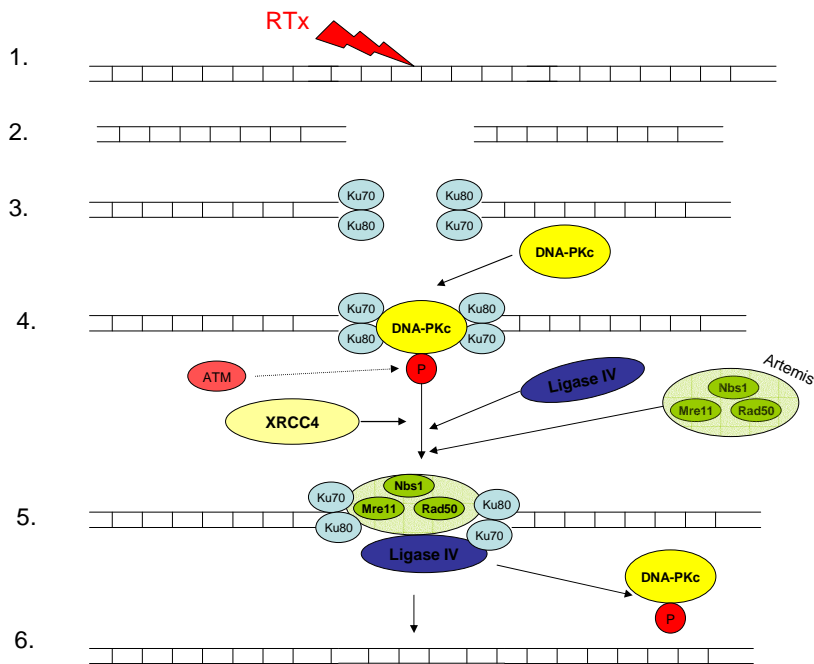 RTx
1.
2.
3.
Ku70
Ku80
Ku80
Ku70
DNA-PKc
4.
Ku70
Ku80
DNA-PKc
Ku80
Ku70
P
ATM
XRCC4
Ligase IV
Artemis
Nbs1
Mre11
Rad50
5.
Ku70
Ku80
Nbs1
Mre11
Rad50
Ku80
Ku70
Ligase IV
DNA-PKc
P
6.